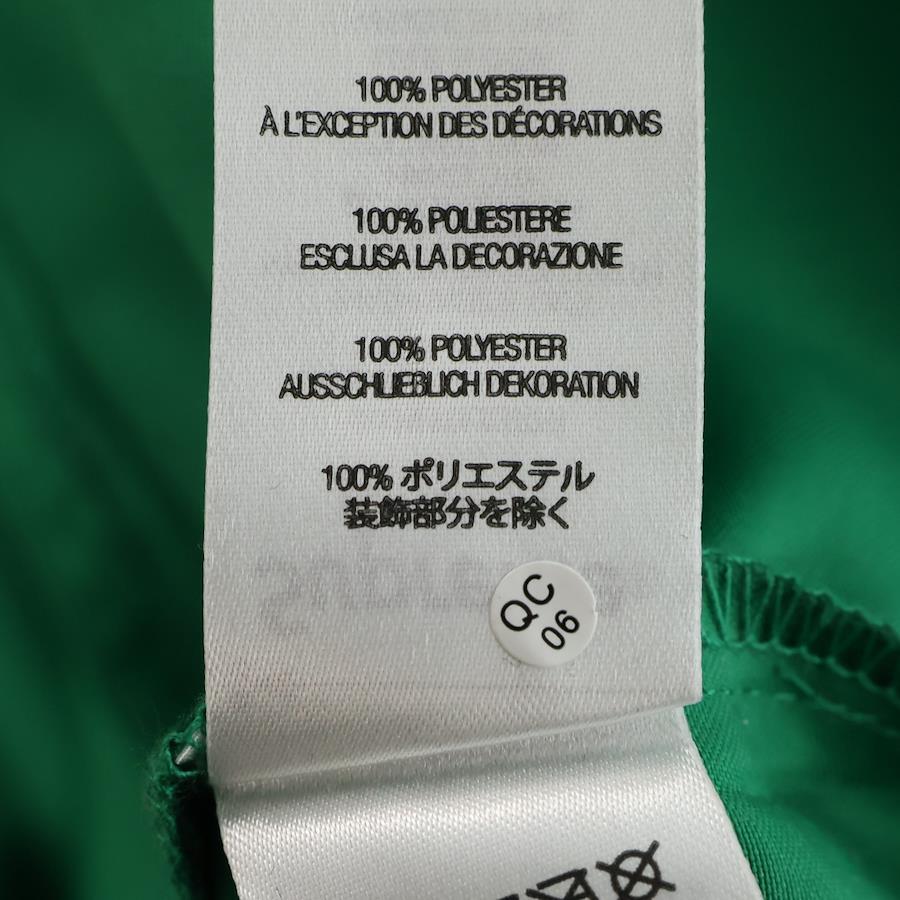 100% POLYESTER
À L'EXCEPTION DES DÉCORATIONS
100% POLIESTERE
ESCLUSA LA DECORAZIONE
100% POLYESTER
AUSSCHLIEßLICH DEKORATION
100% ポリエステル
装飾部分を除く
QC
06